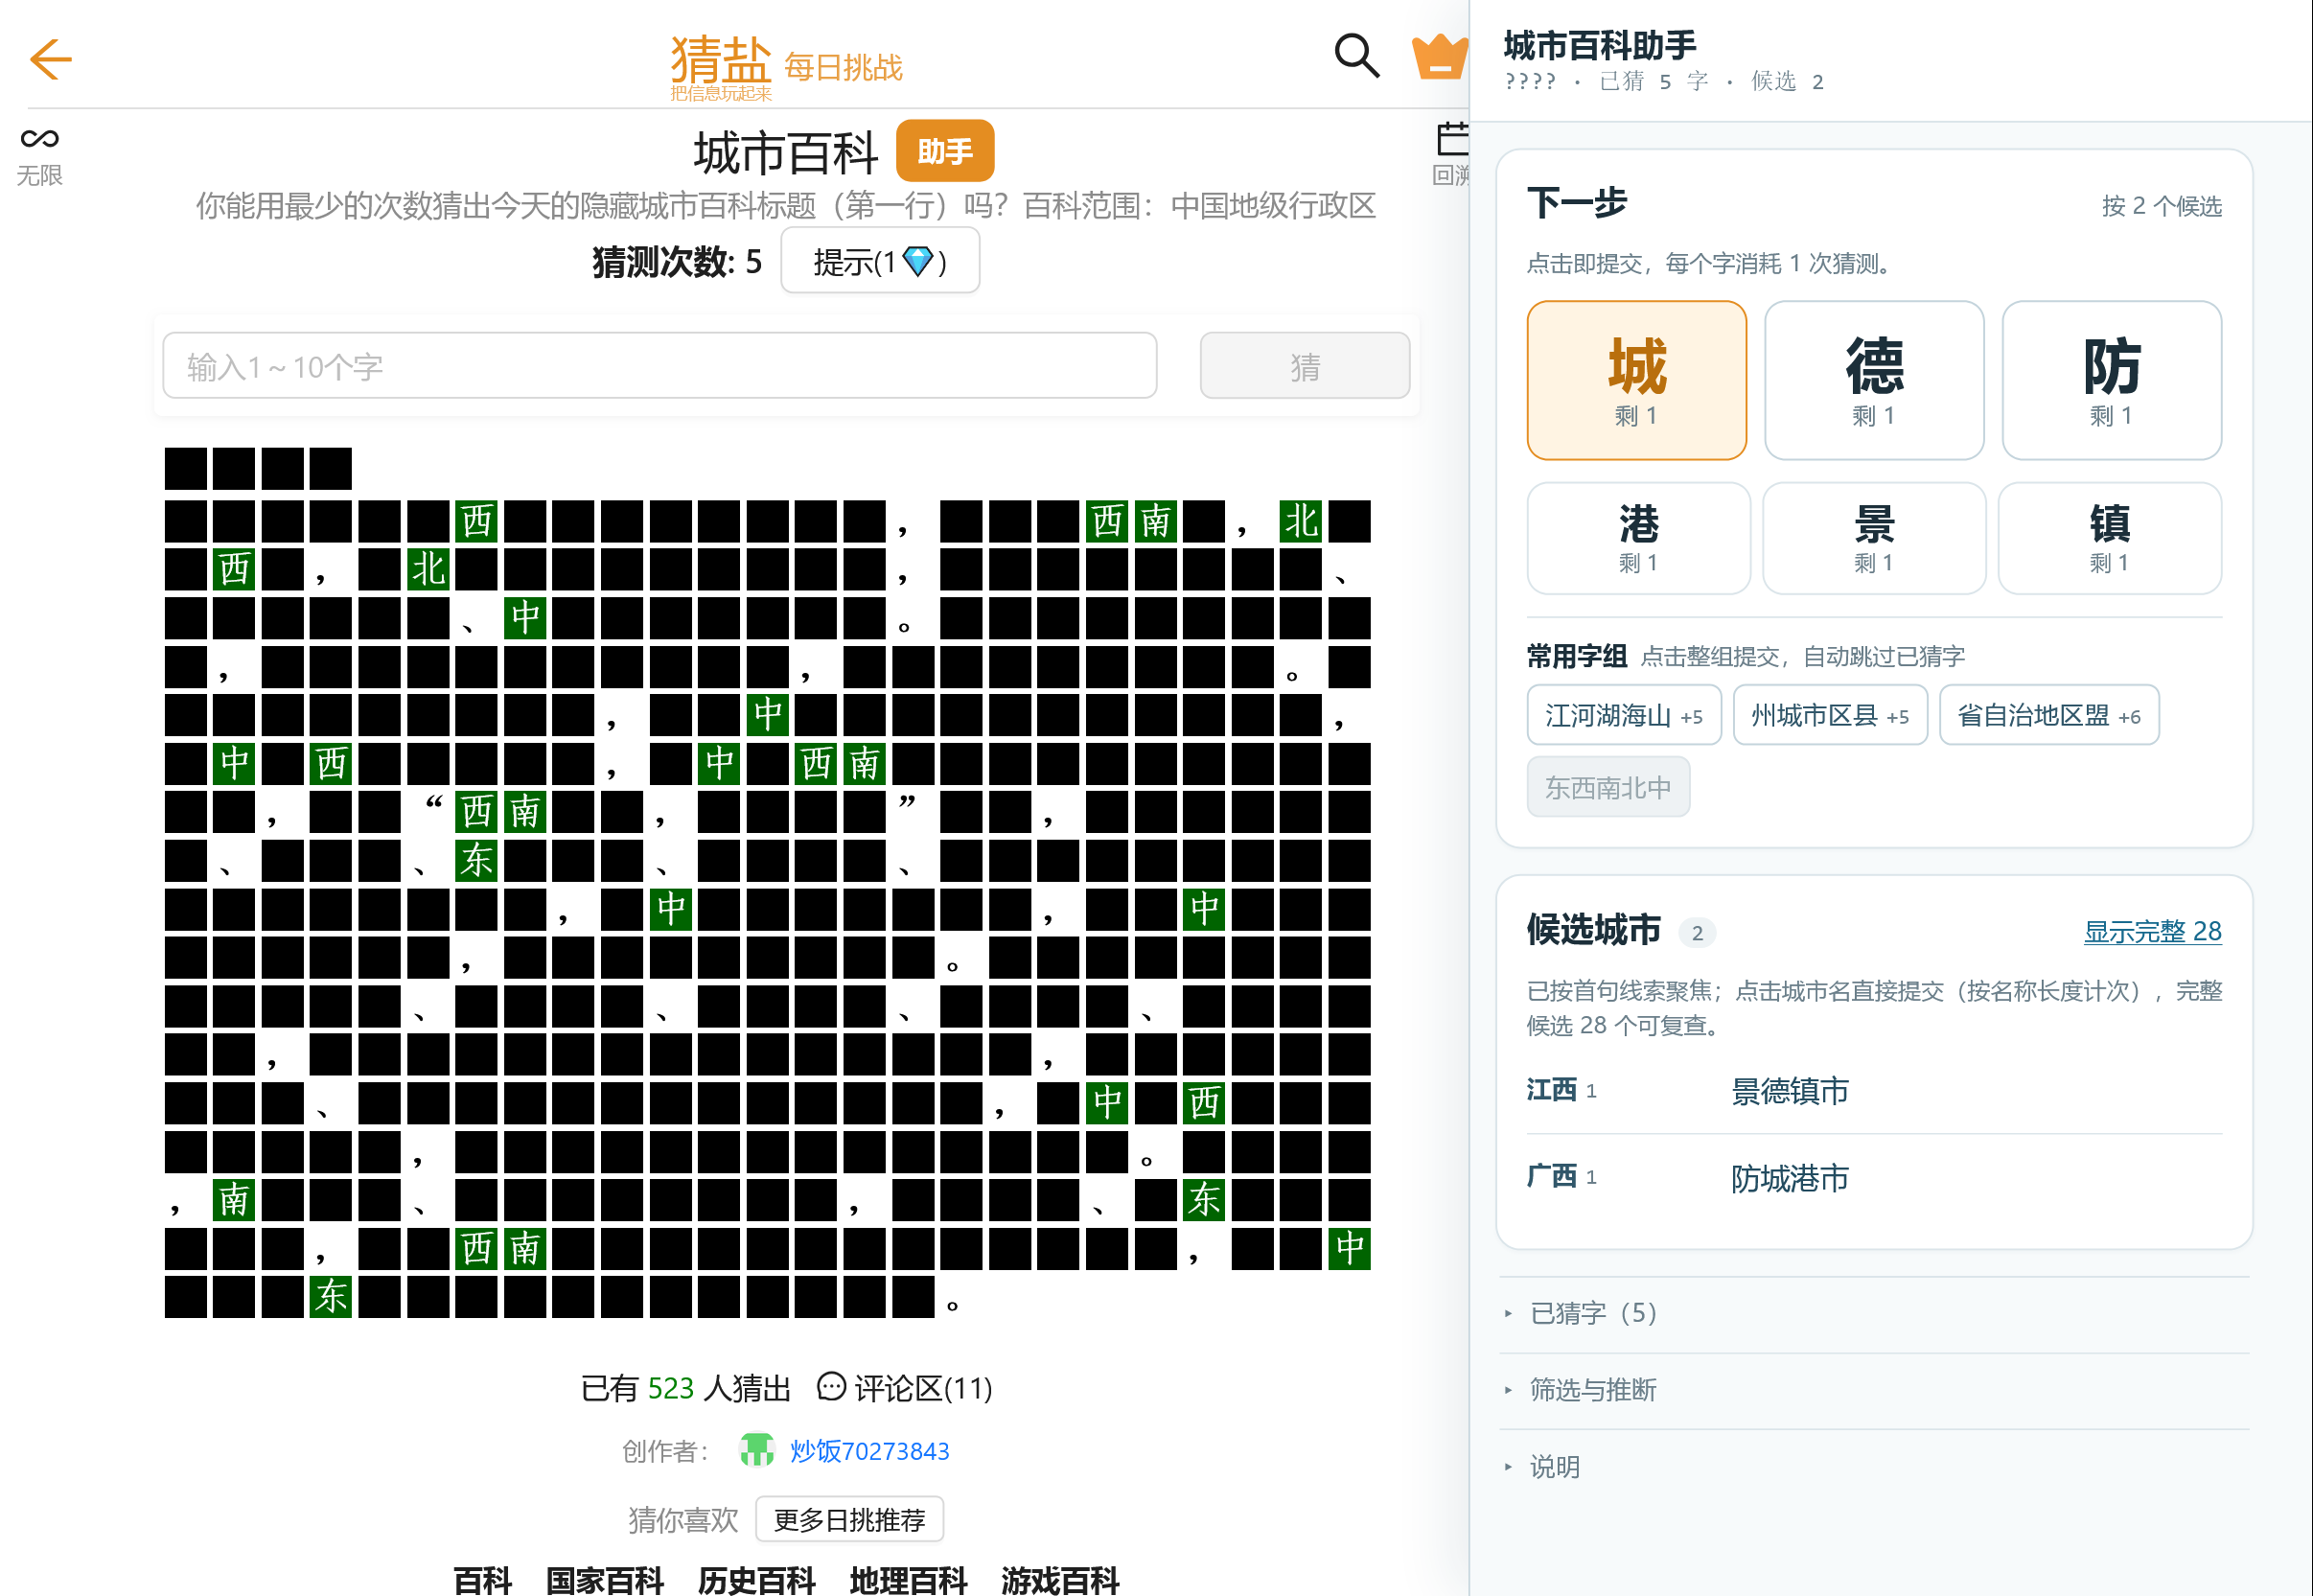 猜盐 每日挑战
把信息玩起来
无限
城市百科 助手
回溯
你能用最少的次数猜出今天的隐藏城市百科标题（第一行）吗？百科范围：中国地级行政区
猜测次数: 5 提示(1💎)
输入1～10个字 猜
西，西南，北
西，北，、
、中。
，，。
，中，
中西，中西南
，“西南，”，
、、东、、
，中，中
，。
、、、、
，，
、，中西
，。
，南、，、东
，西南，中
东。
已有 523 人猜出 评论区(11)
创作者： 炒饭70273843
猜你喜欢 更多日挑推荐
百科 国家百科 历史百科 地理百科 游戏百科
城市百科助手
???? · 已猜 5 字 · 候选 2
下一步 按 2 个候选
点击即提交，每个字消耗 1 次猜测。
城 德 防
剩 1 剩 1 剩 1
港 景 镇
剩 1 剩 1 剩 1
常用字组 点击整组提交，自动跳过已猜字
江河湖海山 +5 州城市区县 +5 省自治地区盟 +6
东西南北中
候选城市 2 显示完整 28
已按首句线索聚焦；点击城市名直接提交（按名称长度计次），完整
候选 28 个可复查。
江西 1 景德镇市
广西 1 防城港市
▸ 已猜字（5）
▸ 筛选与推断
▸ 说明